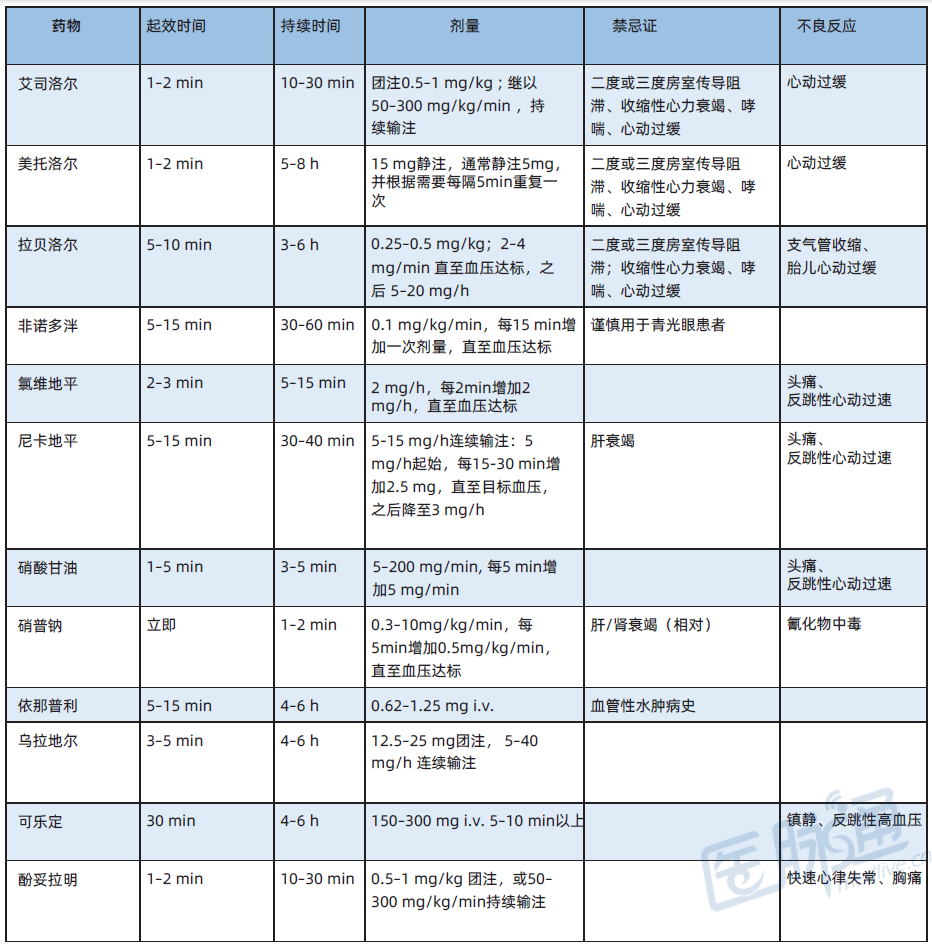 药物 起效时间 持续时间 剂量 禁忌证 不良反应
艾司洛尔 1–2 min 10–30 min 团注0.5–1 mg/kg ; 继以 二度或三度房室传导阻 心动过缓
50–300 mg/kg/min ，持 滞、收缩性心力衰竭、哮
续输注 喘、心动过缓
美托洛尔 1–2 min 5–8 h 15 mg静注，通常静注5mg， 二度或三度房室传导阻 心动过缓
并根据需要每隔5min重复一 滞、收缩性心力衰竭、哮
次 喘、心动过缓
拉贝洛尔 5–10 min 3–6 h 0.25–0.5 mg/kg；2–4 二度或三度房室传导阻 支气管收缩、
mg/min 直至血压达标，之 滞；收缩性心力衰竭、哮 胎儿心动过缓
后 5–20 mg/h 喘、心动过缓
非诺多泮 5–15 min 30–60 min 0.1 mg/kg/min，每15 min增 谨慎用于青光眼患者
加一次剂量，直至血压达标
氯维地平 2–3 min 5–15 min 2 mg/h，每2min增加2 头痛、
mg/h，直至血压达标 反跳性心动过速
尼卡地平 5–15 min 30–40 min 5–15 mg/h连续输注：5 肝衰竭 头痛、
mg/h起始，每15-30 min增 反跳性心动过速
加2.5 mg，直至目标血压，
之后降至3 mg/h
硝酸甘油 1–5 min 3–5 min 5–200 mg/min, 每5 min增 头痛、
加5 mg/min 反跳性心动过速
硝普钠 立即 1–2 min 0.3–10mg/kg/min，每 肝/肾衰竭（相对） 氰化物中毒
5min增加0.5mg/kg/min，
直至血压达标
依那普利 5–15 min 4–6 h 0.62–1.25 mg i.v. 血管性水肿病史
乌拉地尔 3–5 min 4–6 h 12.5–25 mg团注， 5–40
mg/h 连续输注
可乐定 30 min 4–6 h 150–300 mg i.v. 5–10 min以上 镇静、反跳性高血压
酚妥拉明 1–2 min 10–30 min 0.5–1 mg/kg 团注，或50– 快速心律失常、胸痛
300 mg/kg/min持续输注
医脉通